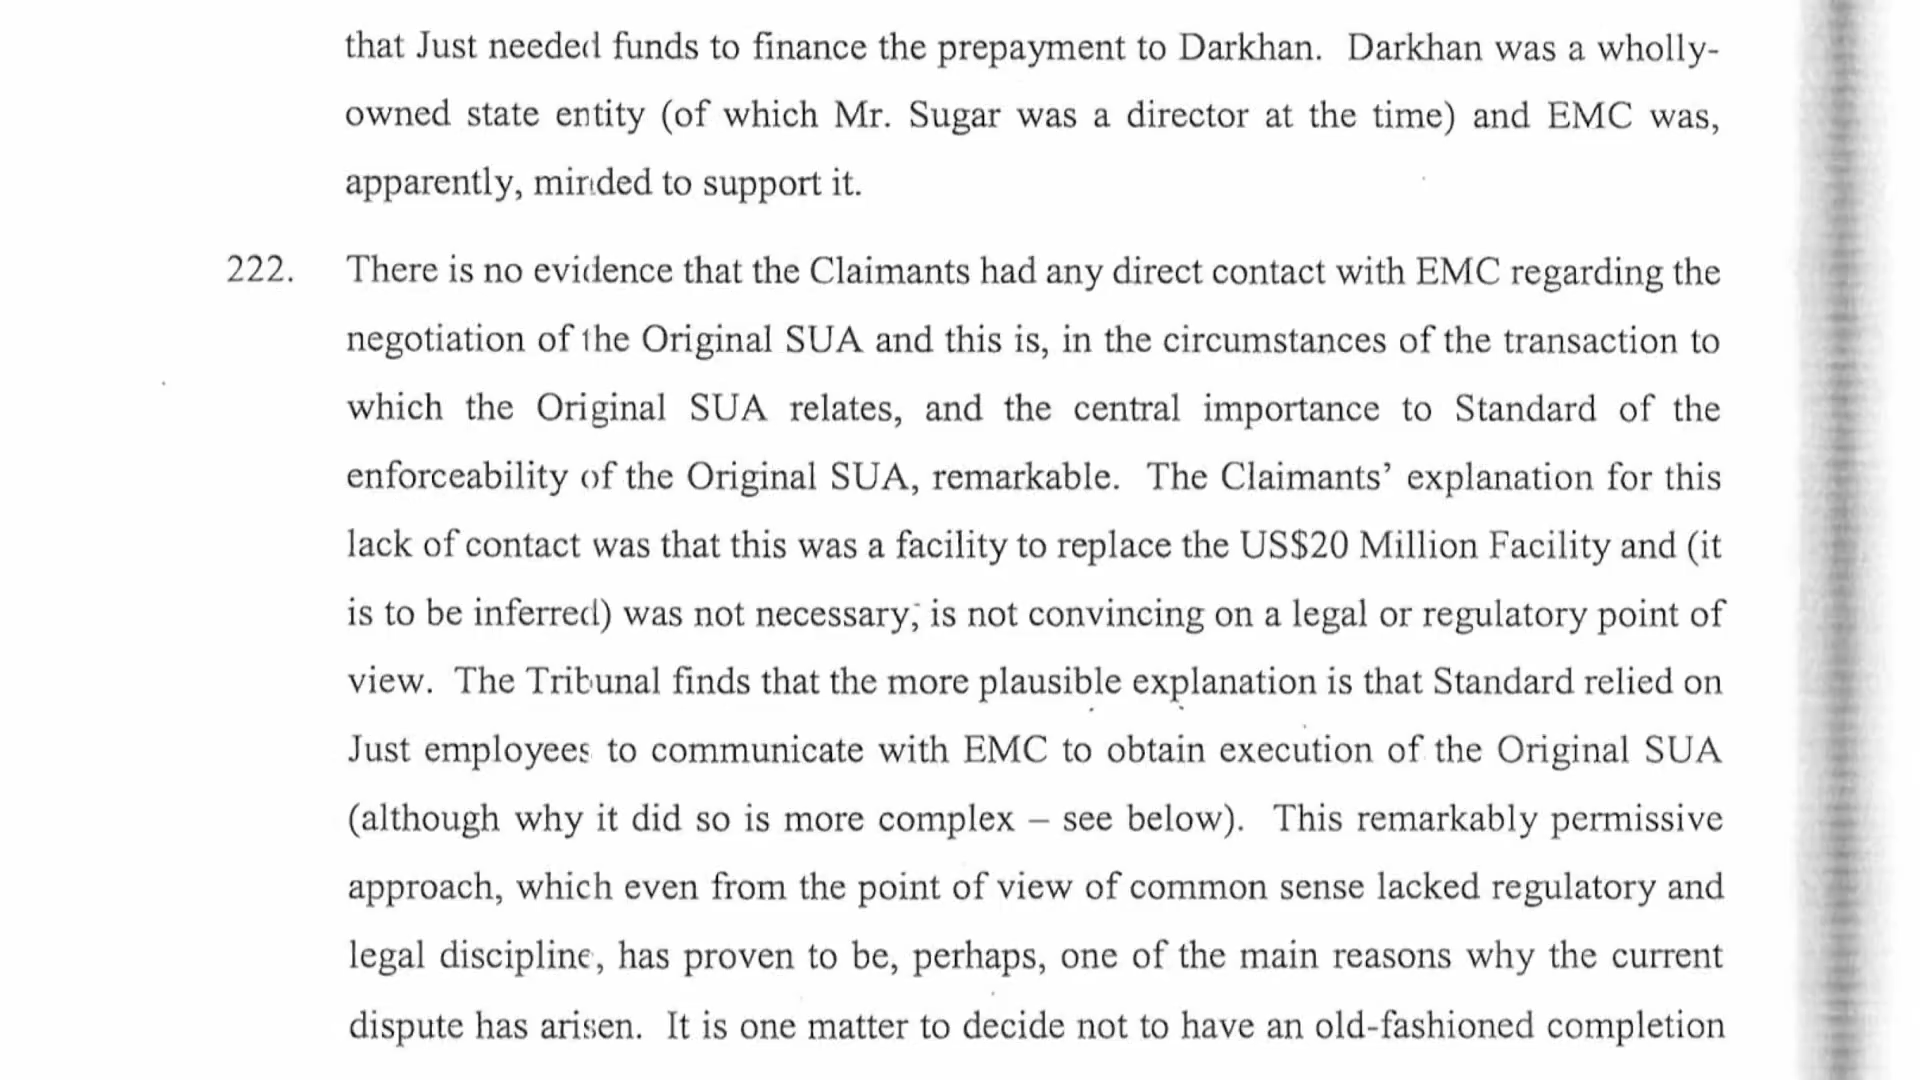 that Just needed funds to finance the prepayment to Darkhan. Darkhan was a wholly-
owned state entity (of which Mr. Sugar was a director at the time) and EMC was,
apparently, minded to support it.
222. There is no evidence that the Claimants had any direct contact with EMC regarding the
negotiation of the Original SUA and this is, in the circumstances of the transaction to
which the Original SUA relates, and the central importance to Standard of the
enforceability of the Original SUA, remarkable. The Claimants’ explanation for this
lack of contact was that this was a facility to replace the US$20 Million Facility and (it
is to be inferred) was not necessary; is not convincing on a legal or regulatory point of
view. The Tribunal finds that the more plausible explanation is that Standard relied on
Just employees to communicate with EMC to obtain execution of the Original SUA
(although why it did so is more complex – see below). This remarkably permissive
approach, which even from the point of view of common sense lacked regulatory and
legal discipline, has proven to be, perhaps, one of the main reasons why the current
dispute has arisen. It is one matter to decide not to have an old-fashioned completion